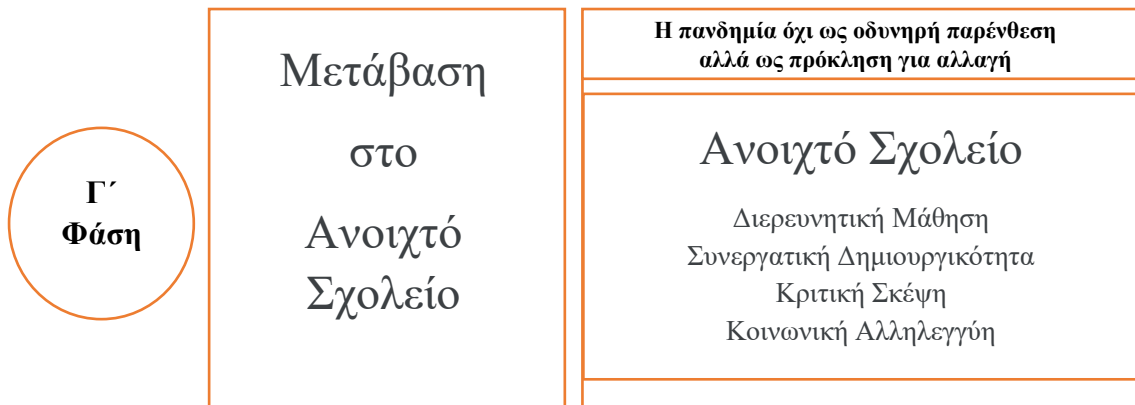 Γ΄
Φάση
Μετάβαση
στο
Ανοιχτό
Σχολείο
Η πανδημία όχι ως οδυνηρή παρένθεση
αλλά ως πρόκληση για αλλαγή
Ανοιχτό Σχολείο
Διερευνητική Μάθηση
Συνεργατική Δημιουργικότητα
Κριτική Σκέψη
Κοινωνική Αλληλεγγύη